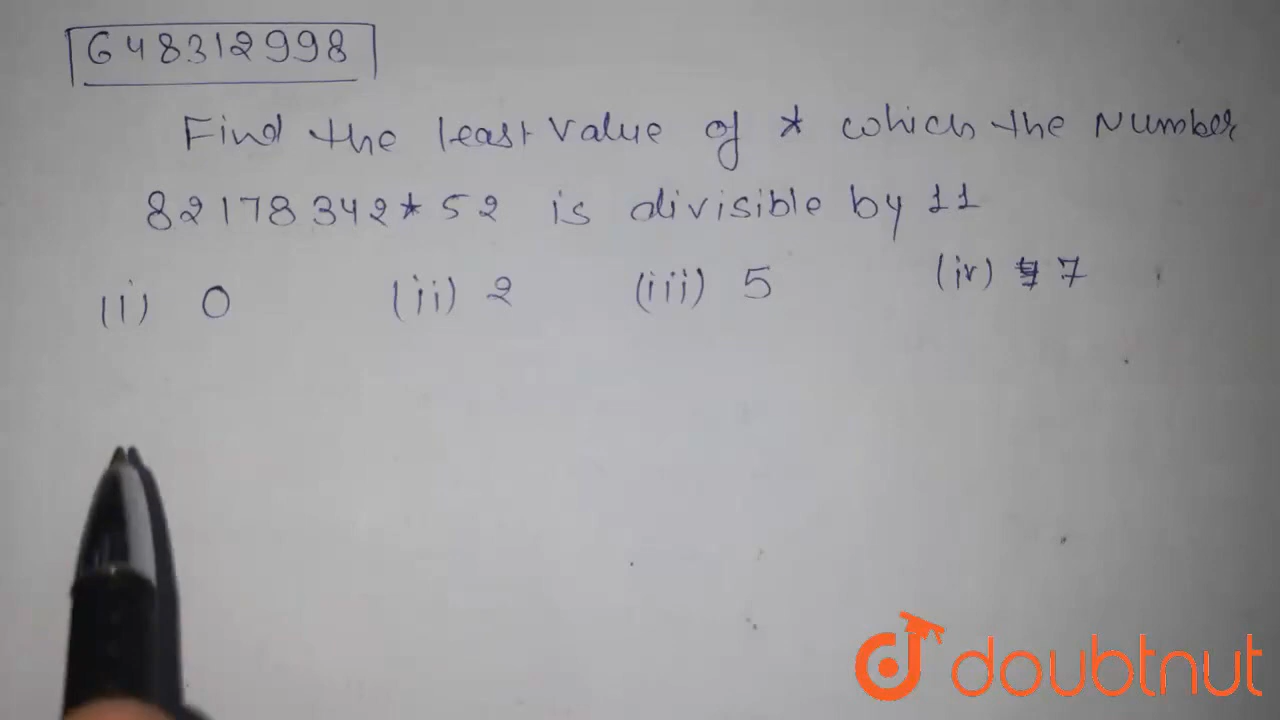 648312998
Find the least value of * which the Number
82178342*52 is divisible by 11
(i) 0 (ii) 2 (iii) 5 (iv) 7
doubtnut